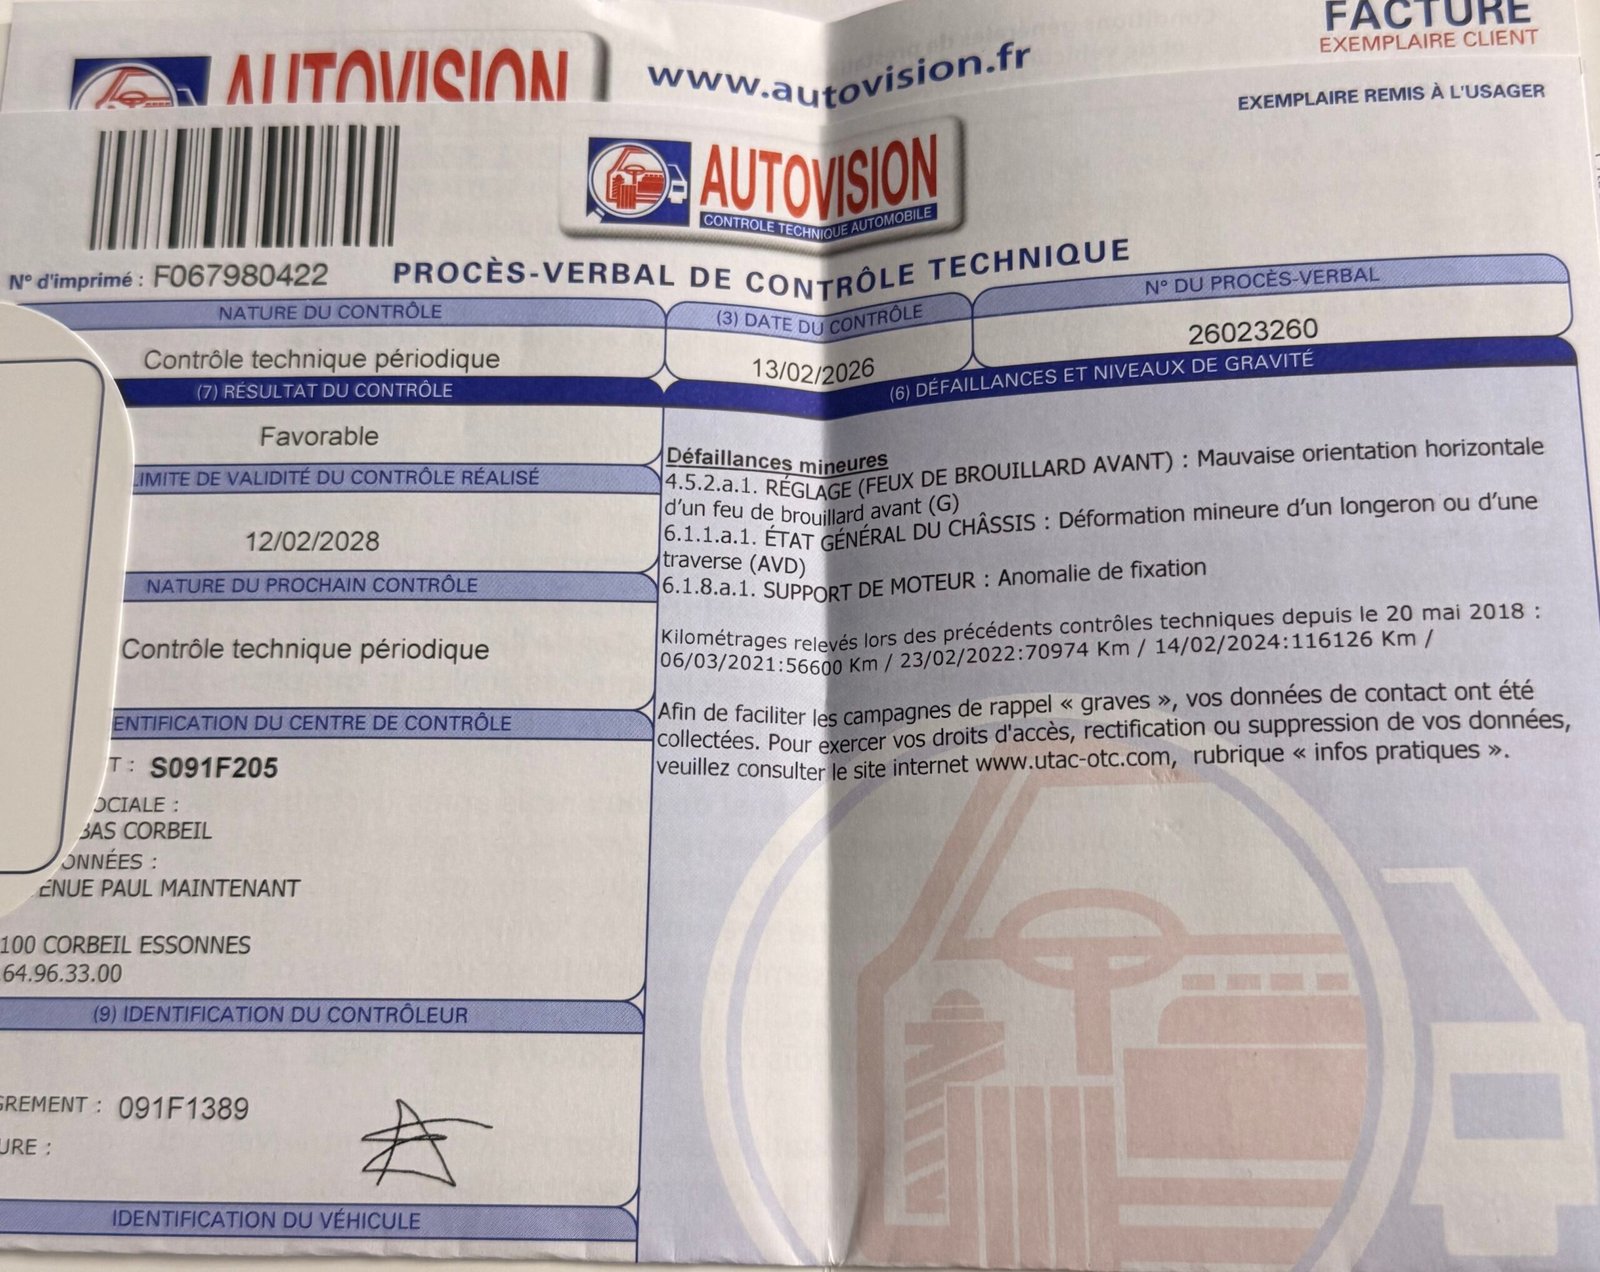 FACTURE
EXEMPLAIRE CLIENT
AUTOVISION
www.autovision.fr
EXEMPLAIRE REMIS À L'USAGER
AUTOVISION
CONTROLE TECHNIQUE AUTOMOBILE
N° d'imprimé : F067980422
PROCÈS-VERBAL DE CONTRÔLE TECHNIQUE
NATURE DU CONTRÔLE
Contrôle technique périodique
(3) DATE DU CONTRÔLE
13/02/2026
N° DU PROCÈS-VERBAL
26023260
(7) RÉSULTAT DU CONTRÔLE
Favorable
LIMITE DE VALIDITÉ DU CONTRÔLE RÉALISÉ
12/02/2028
NATURE DU PROCHAIN CONTRÔLE
Contrôle technique périodique
ENTIFICATION DU CENTRE DE CONTRÔLE
T : S091F205
OCIALE :
BAS CORBEIL
ONNÉES :
ENUE PAUL MAINTENANT
100 CORBEIL ESSONNES
64.96.33.00
(9) IDENTIFICATION DU CONTRÔLEUR
GREMENT : 091F1389
URE :
IDENTIFICATION DU VÉHICULE
(6) DÉFAILLANCES ET NIVEAUX DE GRAVITÉ
Défaillances mineures
4.5.2.a.1. RÉGLAGE (FEUX DE BROUILLARD AVANT) : Mauvaise orientation horizontale
d'un feu de brouillard avant (G)
6.1.1.a.1. ÉTAT GÉNÉRAL DU CHÂSSIS : Déformation mineure d'un longeron ou d'une
traverse (AVD)
6.1.8.a.1. SUPPORT DE MOTEUR : Anomalie de fixation
Kilométrages relevés lors des précédents contrôles techniques depuis le 20 mai 2018 :
06/03/2021:56600 Km / 23/02/2022:70974 Km / 14/02/2024:116126 Km /
Afin de faciliter les campagnes de rappel « graves », vos données de contact ont été
collectées. Pour exercer vos droits d'accès, rectification ou suppression de vos données,
veuillez consulter le site internet www.utac-otc.com, rubrique « infos pratiques ».